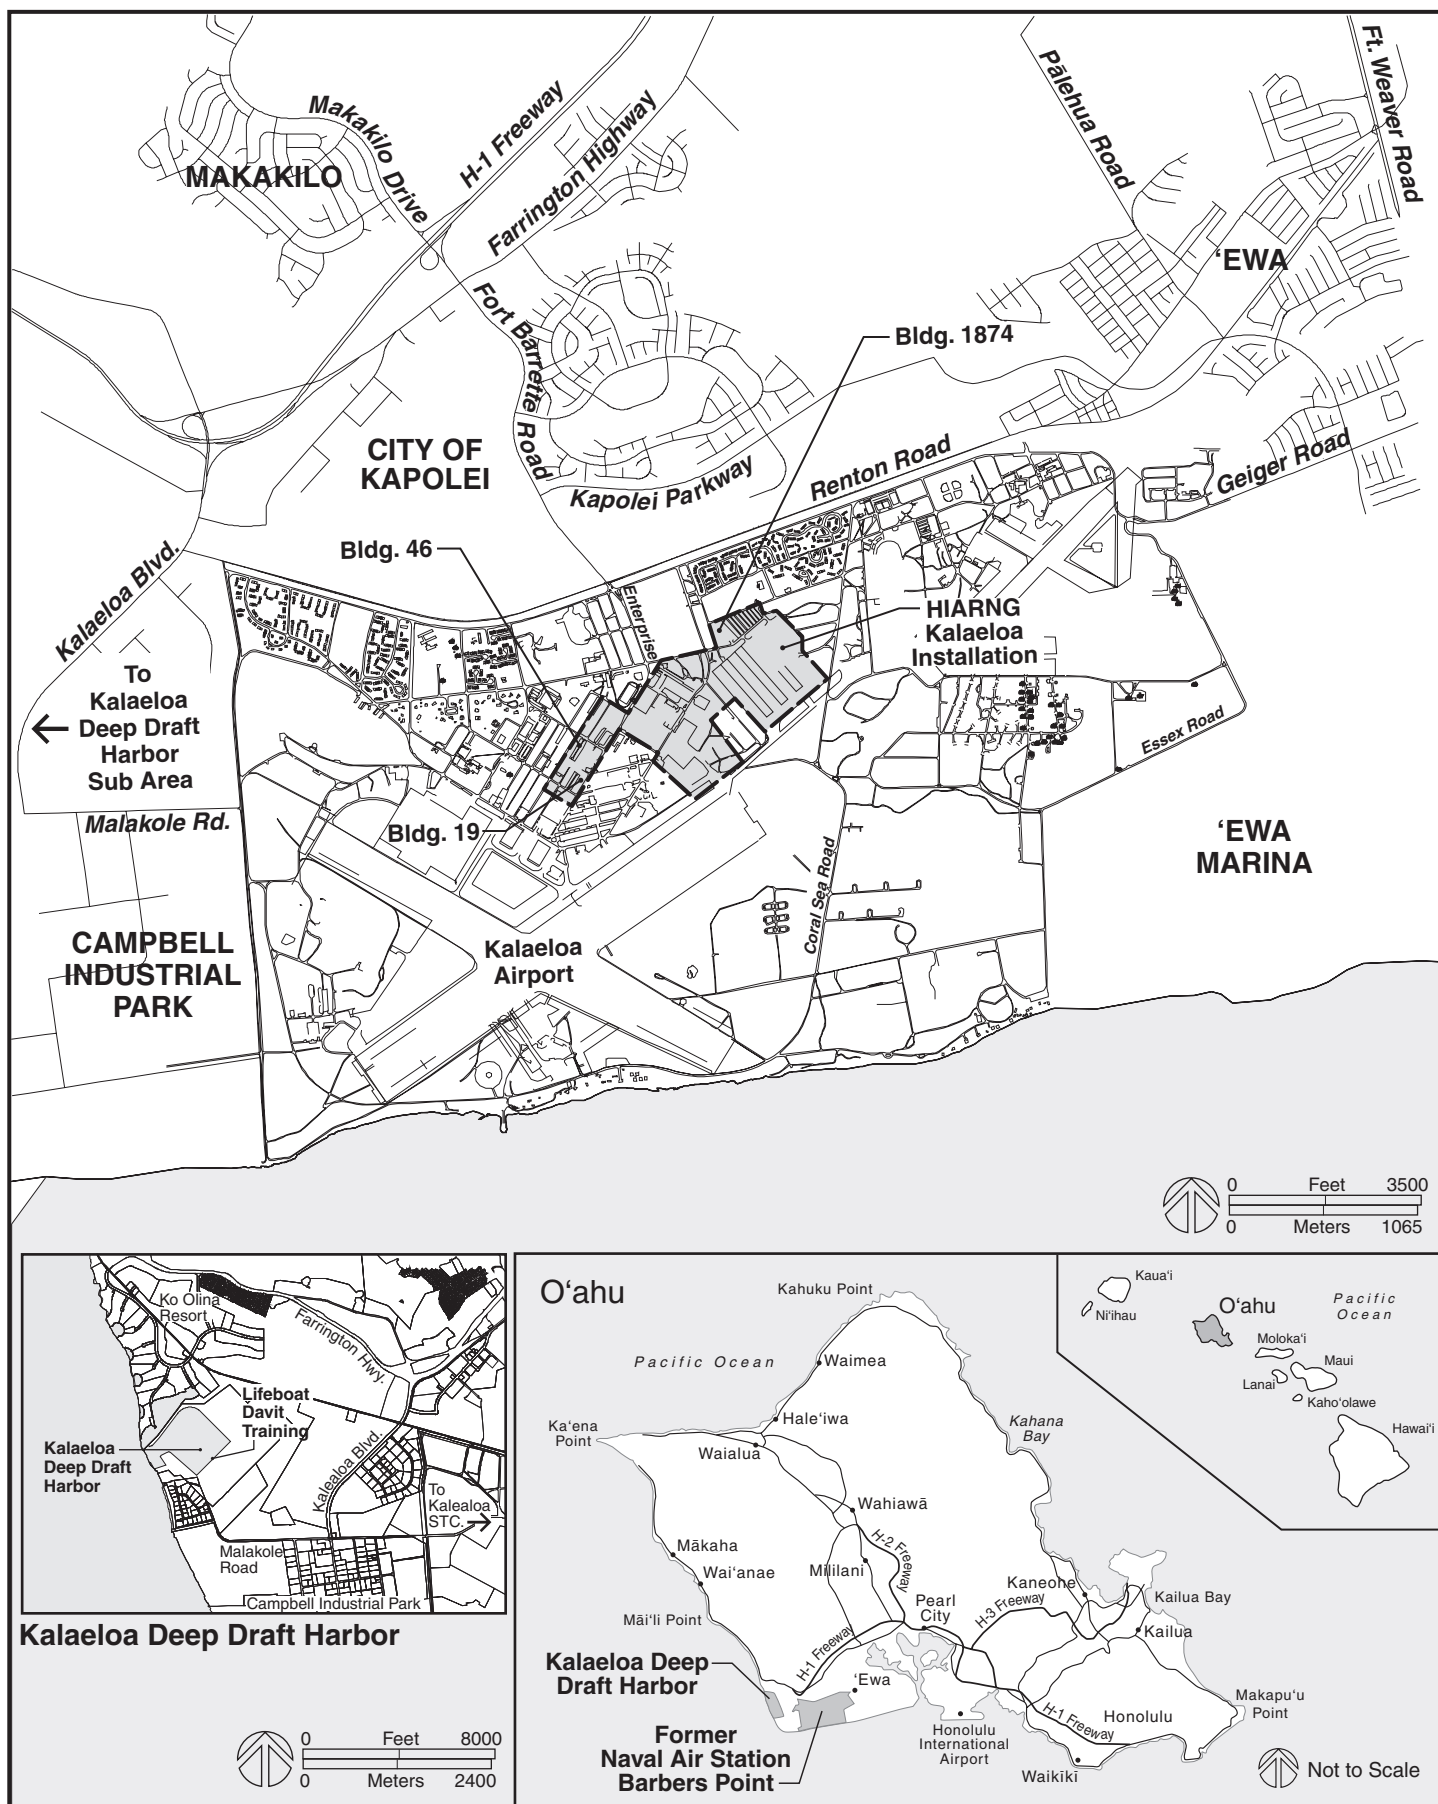 Makakilo Drive
MAKAKILO
H-1 Freeway
Farrington Highway
Pālehua Road
Ft. Weaver Road
‘EWA
Fort Barrette Road
Bldg. 1874
CITY OF
KAPOLEI
Kapolei Parkway
Renton Road
Geiger Road
Bldg. 46
Kalaeloa Blvd.
Enterprise
HIARNG
Kalaeloa
Installation
To
Kalaeloa
Deep Draft
Harbor
Sub Area
Essex Road
Malakole Rd.
Bldg. 19
‘EWA
MARINA
Coral Sea Road
CAMPBELL
INDUSTRIAL
PARK
Kalaeloa
Airport
0 Feet 3500
0 Meters 1065
Ko Olina
Resort
Farrington Hwy.
Lifeboat
Davit
Training
Kalaeloa
Deep Draft
Harbor
Kalealoa Blvd.
To
Kalealoa
STC.
Malakole
Road
Campbell Industrial Park
Kalaeloa Deep Draft Harbor
0 Feet 8000
0 Meters 2400
O‘ahu
Kahuku Point
Pacific Ocean
Waimea
Hale‘iwa
Ka‘ena
Point
Waialua
Kahana
Bay
Wahiawā
H-2 Freeway
Mākaha
Wai‘anae
Mililani
Kaneohe
Kailua Bay
Pearl
City
H-3 Freeway
Kailua
Māi‘li Point
H-1 Freeway
Kalaeloa Deep
Draft Harbor
‘Ewa
Makapu‘u
Point
Former
Naval Air Station
Barbers Point
Honolulu
International
Airport
H-1 Freeway
Honolulu
Waikīkī
Not to Scale
Kaua‘i
Ni‘ihau
O‘ahu
Pacific
Ocean
Moloka‘i
Maui
Lanai
Kaho‘olawe
Hawai‘i